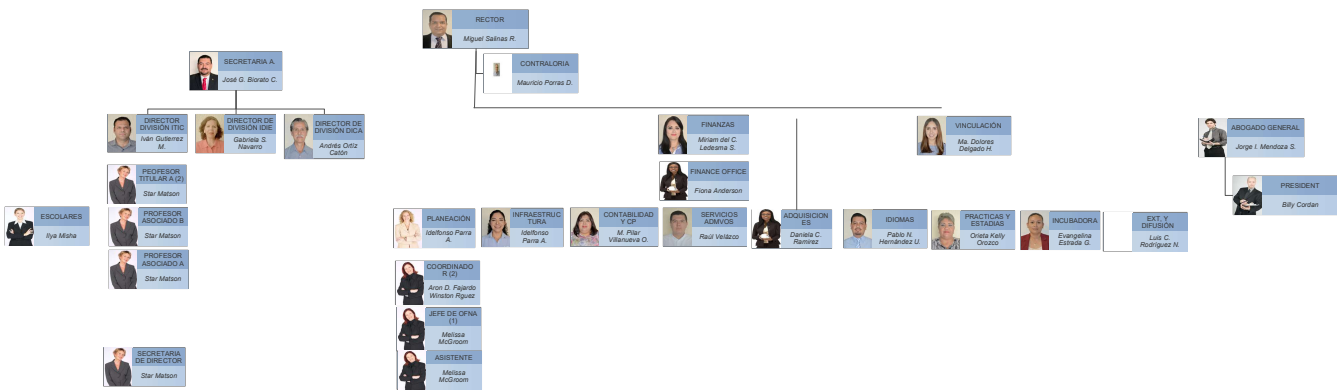 RECTOR
Miguel Salinas R.
CONTRALORIA
Mauricio Porras D.
SECRETARIA A.
José G. Biorato C.
DIRECTOR
DIVISIÓN ITIC
Iván Gutierrez
M.
DIRECTOR DE
DIVISIÓN IDIE
Gabriela S.
Navarro
DIRECTOR DE
DIVISIÓN DICA
Andrés Ortiz
Catón
FINANZAS
Miriam del C.
Ledesma S.
VINCULACIÓN
Ma. Dolores
Delgado H.
ABOGADO GENERAL
Jorge I. Mendoza S.
PEOFESOR
TITULAR A (2)
Star Matson
FINANCE OFFICE
Fiona Anderson
PRESIDENT
Billy Cordan
ESCOLARES
Ilya Misha
PROFESOR
ASOCIADO B
Star Matson
PLANEACIÓN
Idelfonso Parra
A.
INFRAESTRUC
TURA
Idelfonso
Parra A.
CONTABILIDAD
Y CP
M. Pilar
Villanueva O.
SERVICIOS
ADMVOS
Raúl Velázco
ADQUISICION
ES
Daniela C.
Ramirez
IDIOMAS
Pablo N.
Hernández U.
PRACTICAS Y
ESTADIAS
Orieta Kelly
Orozco
INCUBADORA
Evangelina
Estrada G.
EXT, Y
DIFUSIÓN
Luis C.
Rodríguez N.
PROFESOR
ASOCIADO A
Star Matson
COORDINADO
R (2)
Aron D. Fajardo
Winston Rguez
JEFE DE OFNA
(1)
Melissa
McGroom
SECRETARIA
DE DIRECTOR
Star Matson
ASISTENTE
Melissa
McGroom